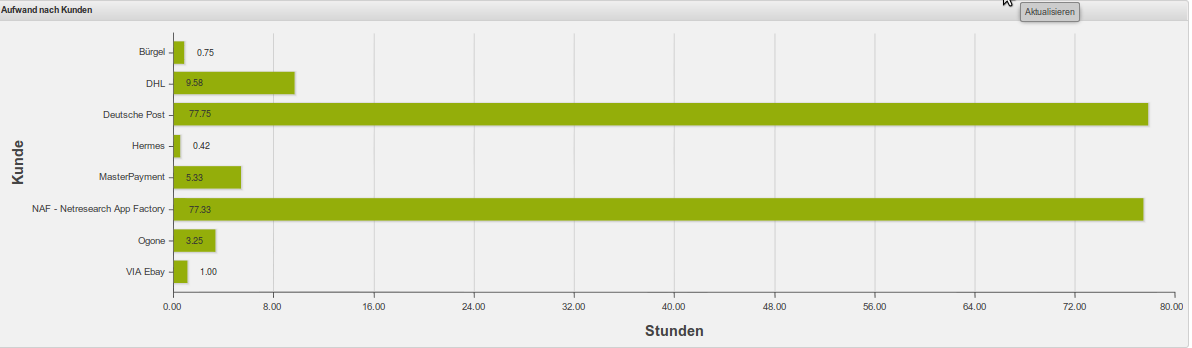 Aufwand nach Kunden
Aktualisieren
Bürgel 0.75
DHL 9.58
Deutsche Post 77.75
Hermes 0.42
MasterPayment 5.33
NAF - Netresearch App Factory 77.33
Ogone 3.25
VIA Ebay 1.00
Kunde
0.00 8.00 16.00 24.00 32.00 40.00 48.00 56.00 64.00 72.00 80.00
Stunden